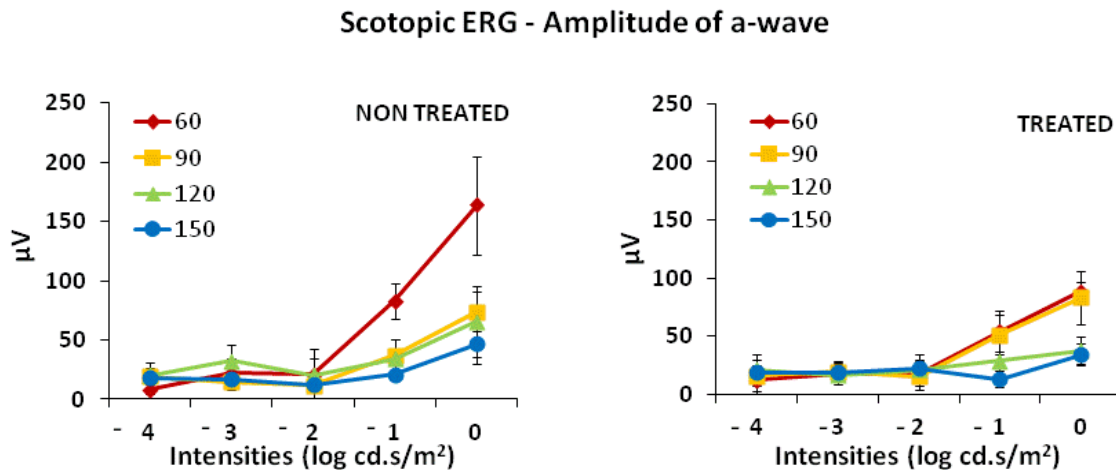 Scotopic ERG - Amplitude of a-wave
NON TREATED
250
200
150
100
50
0
µV
60
90
120
150
- 4 - 3 - 2 - 1 0
Intensities (log cd.s/m²)
TREATED
250
200
150
100
50
0
µV
60
90
120
150
- 4 -3 -2 - 1 0
Intensities (log cd.s/m²)